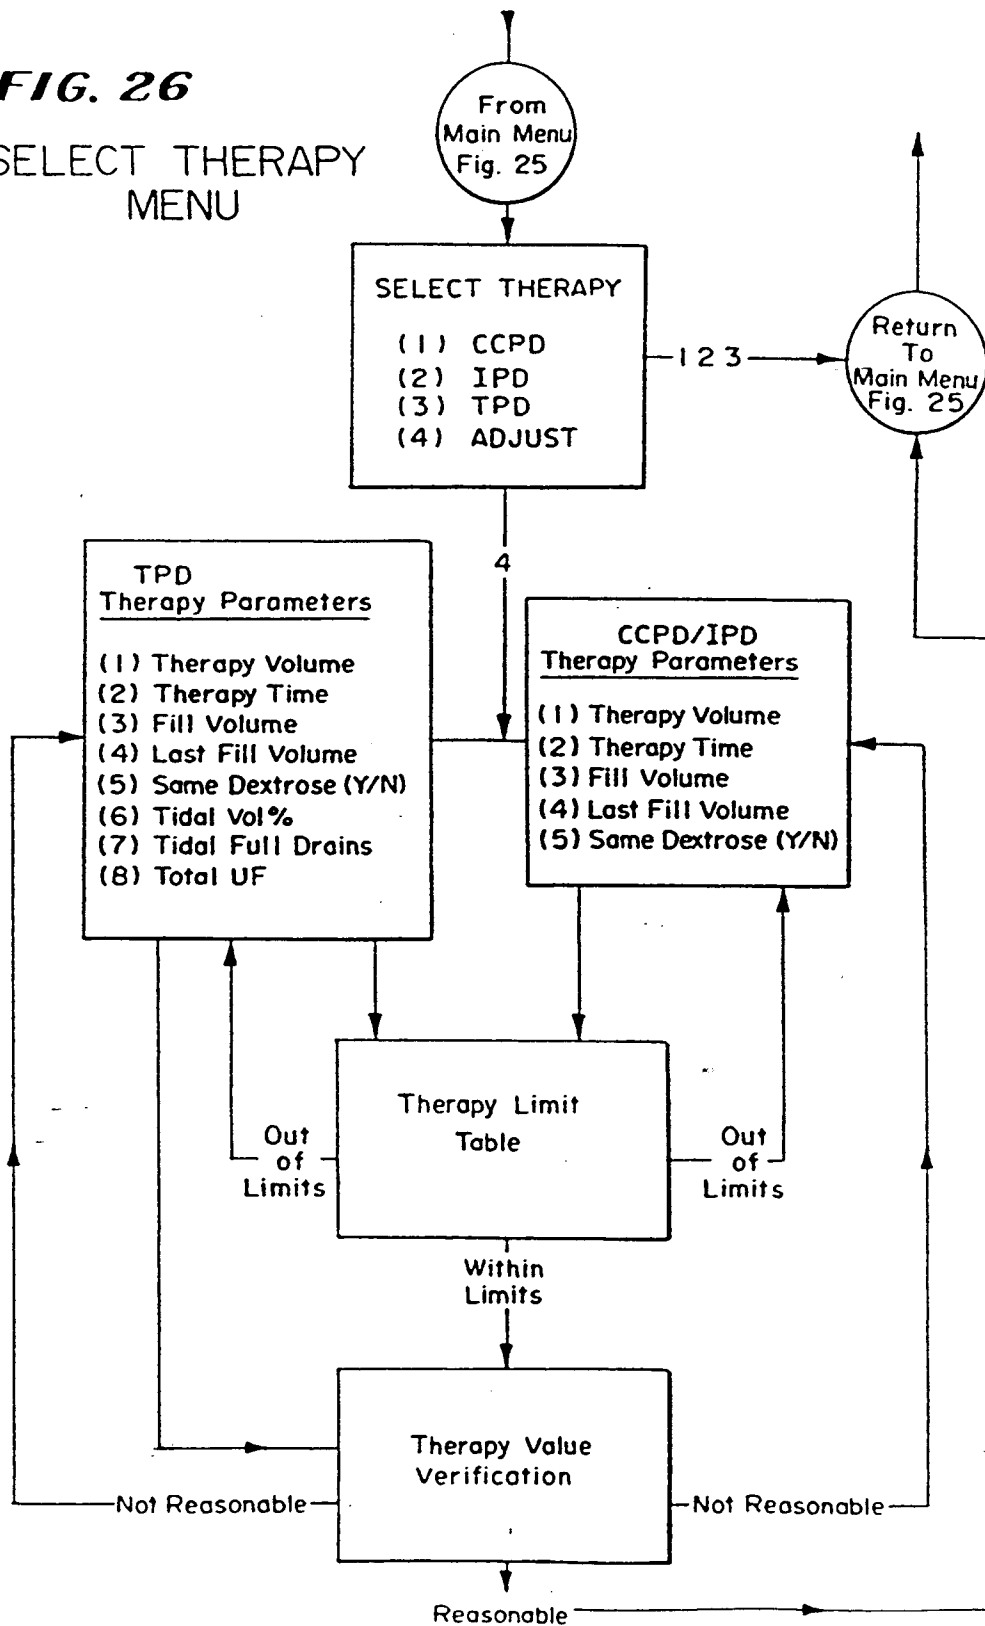 FIG. 26
SELECT THERAPY
MENU
From
Main Menu
Fig. 25
SELECT THERAPY
(1) CCPD
(2) IPD
(3) TPD
(4) ADJUST
1 2 3
Return
To
Main Menu
Fig. 25
4
TPD
Therapy Parameters
(1) Therapy Volume
(2) Therapy Time
(3) Fill Volume
(4) Last Fill Volume
(5) Same Dextrose (Y/N)
(6) Tidal Vol%
(7) Tidal Full Drains
(8) Total UF
CCPD/IPD
Therapy Parameters
(1) Therapy Volume
(2) Therapy Time
(3) Fill Volume
(4) Last Fill Volume
(5) Same Dextrose (Y/N)
Therapy Limit
Table
Out
of
Limits
Out
of
Limits
Within
Limits
Therapy Value
Verification
Not Reasonable
Not Reasonable
Reasonable